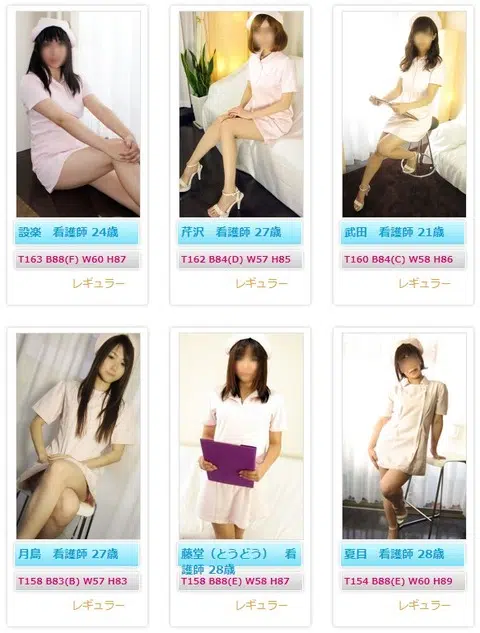 設楽　看護師 24歳
T163 B88(F) W60 H87
レギュラー
芹沢　看護師 27歳
T162 B84(D) W57 H85
レギュラー
武田　看護師 21歳
T160 B84(C) W58 H86
レギュラー
月島　看護師 27歳
T158 B83(B) W57 H83
レギュラー
藤堂（とうどう）　看
護師 28歳
T158 B88(E) W58 H87
レギュラー
夏目　看護師 28歳
T154 B88(E) W60 H89
レギュラー